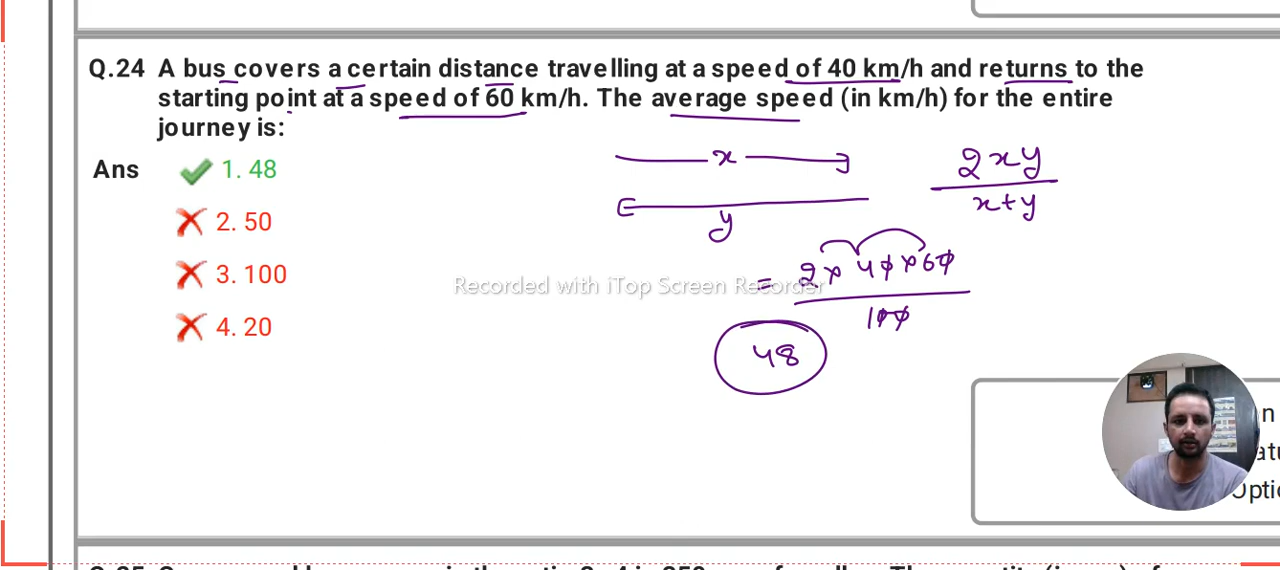 Q.24 A bus covers a certain distance travelling at a speed of 40 km/h and returns to the
starting point at a speed of 60 km/h. The average speed (in km/h) for the entire
journey is:
Ans 1. 48
2. 50
3. 100
4. 20
x
y
2xy
x+y
= 2 × 40 × 60
100
48
Recorded with iTop Screen Recorder